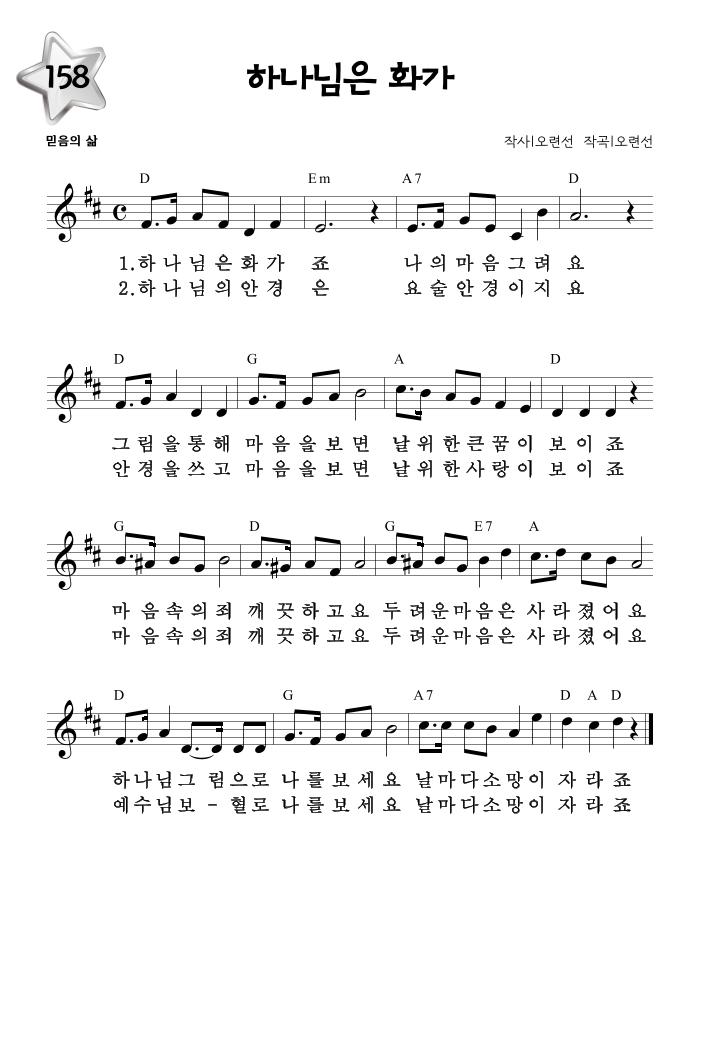 158
하나님은 화가
믿음의 삶
작사|오련선 작곡|오련선
D Em A7 D
1.하나님은화가 죠 나의마음그려 요
2.하나님의안경 은 요술안경이지 요
D G A D
그림을통해 마음을보면 날위한큰꿈이 보이죠
안경을쓰고 마음을보면 날위한사랑이 보이죠
G D G E7 A
마음속의죄 깨끗하고요 두려운마음은 사라졌어요
마음속의죄 깨끗하고요 두려운마음은 사라졌어요
D G A7 D A D
하나님그 림으로 나를보세요 날마다소망이 자라죠
예수님보 - 혈로 나를보세요 날마다소망이 자라죠